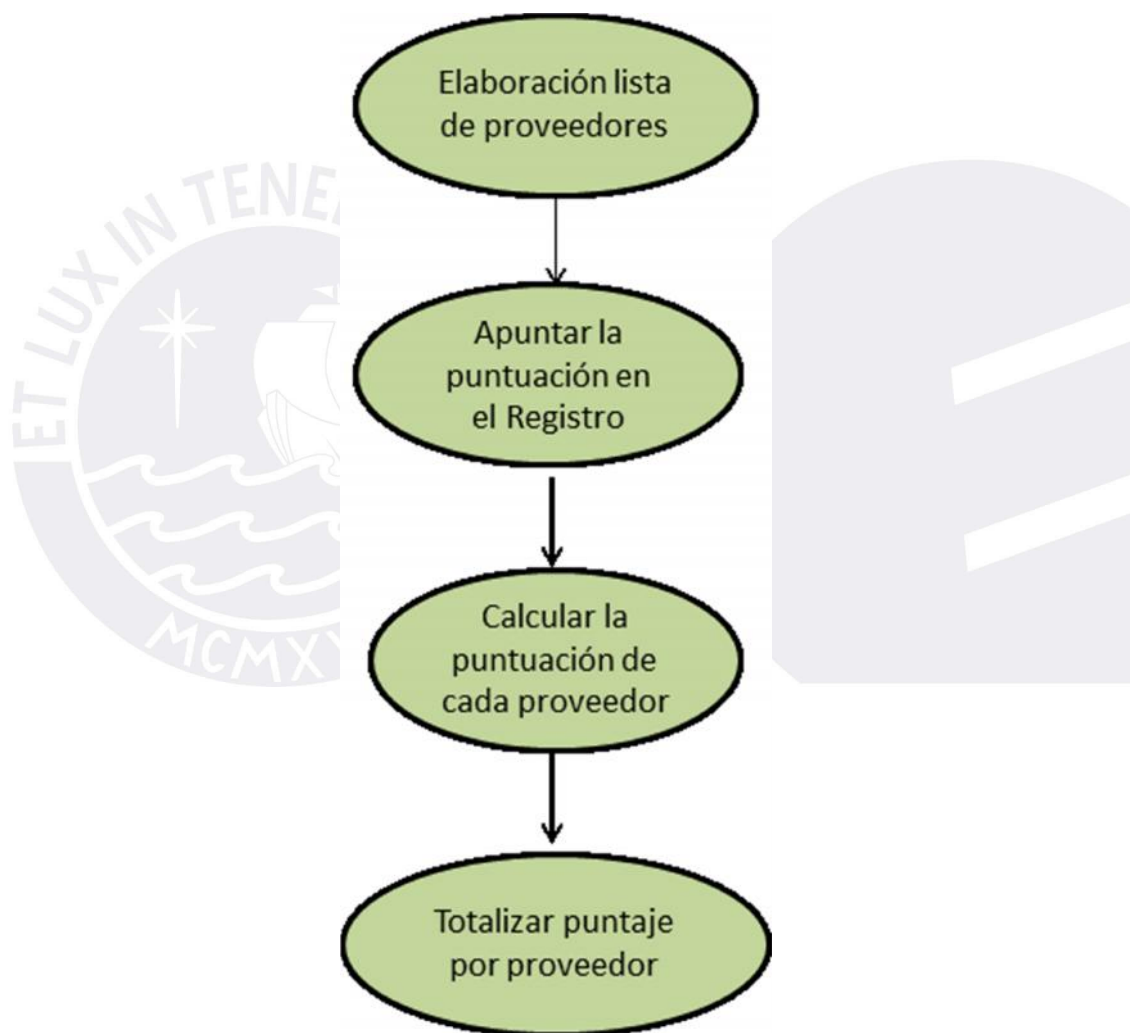 Elaboración lista
de proveedores
ET LUX IN TENE
Apuntar la
puntuación en
el Registro
Calcular la
puntuación de
cada proveedor
MCMX
Totalizar puntaje
por proveedor